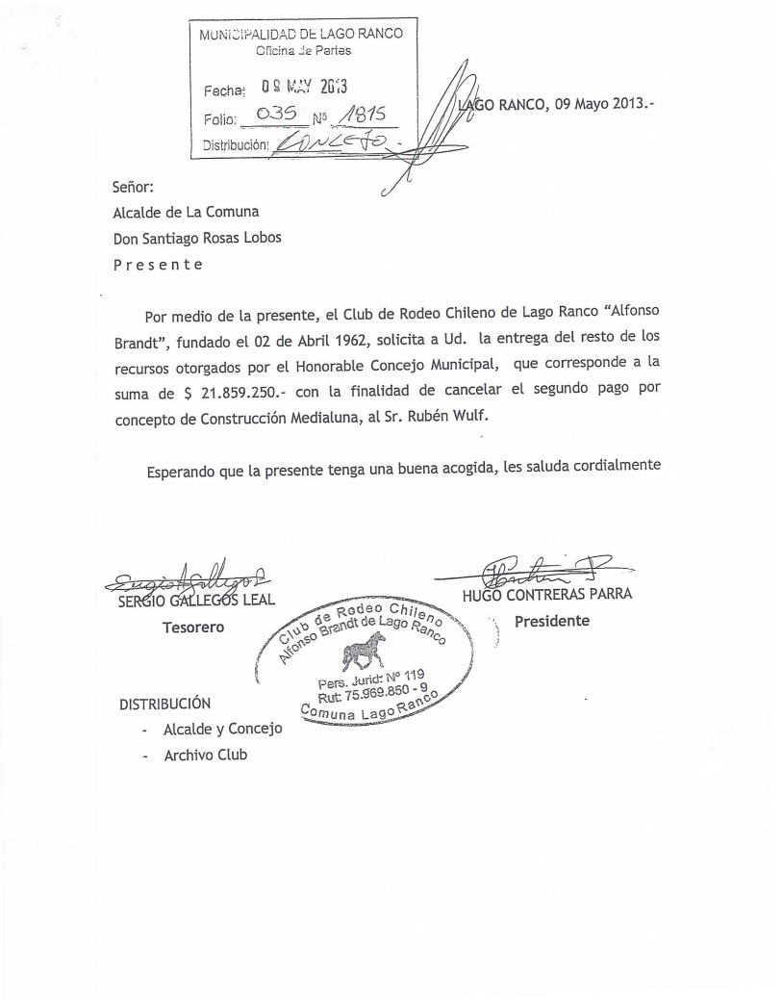 MUNICIPALIDAD DE LAGO RANCO
Oficina de Partes
Fecha: 09 MAY 2013
Folio: 035 Nº 1815
Distribución: CONCEJO.
LAGO RANCO, 09 Mayo 2013.-
Señor:
Alcalde de La Comuna
Don Santiago Rosas Lobos
P r e s e n t e
Por medio de la presente, el Club de Rodeo Chileno de Lago Ranco “Alfonso
Brandt”, fundado el 02 de Abril 1962, solicita a Ud. la entrega del resto de los
recursos otorgados por el Honorable Concejo Municipal, que corresponde a la
suma de $ 21.859.250.- con la finalidad de cancelar el segundo pago por
concepto de Construcción Medialuna, al Sr. Rubén Wulf.
Esperando que la presente tenga una buena acogida, les saluda cordialmente
SERGIO GALLEGOS LEAL
Tesorero
HUGO CONTRERAS PARRA
Presidente
Club de Rodeo Chileno
Alfonso Brandt de Lago Ranco
Pers. Jurid: Nº 119
Rut: 75.969.850 - 9
Comuna Lago Ranco
DISTRIBUCIÓN
- Alcalde y Concejo
- Archivo Club